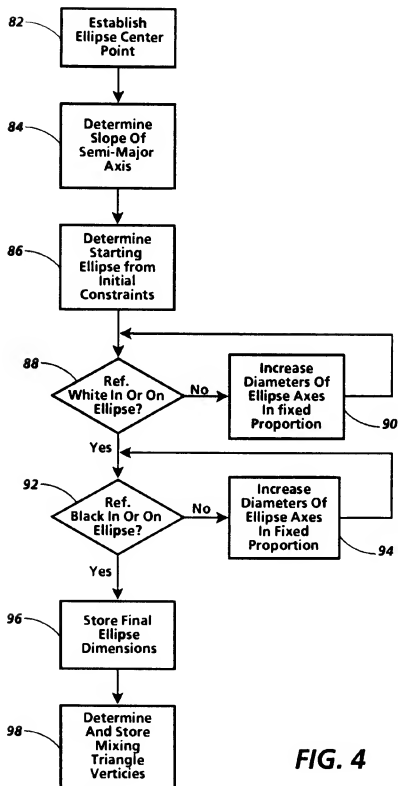 82
Establish
Ellipse Center
Point
84
Determine
Slope Of
Semi-Major
Axis
86
Determine
Starting
Ellipse from
Initial
Constraints
88
Ref.
White In Or On
Ellipse?
No
Increase
Diameters Of
Ellipse Axes
In fixed
Proportion
90
Yes
92
Ref.
Black In Or On
Ellipse?
No
Increase
Diameters Of
Ellipse Axes
In Fixed
Proportion
94
Yes
96
Store Final
Ellipse
Dimensions
98
Determine
And Store
Mixing
Triangle
Verticies
FIG. 4